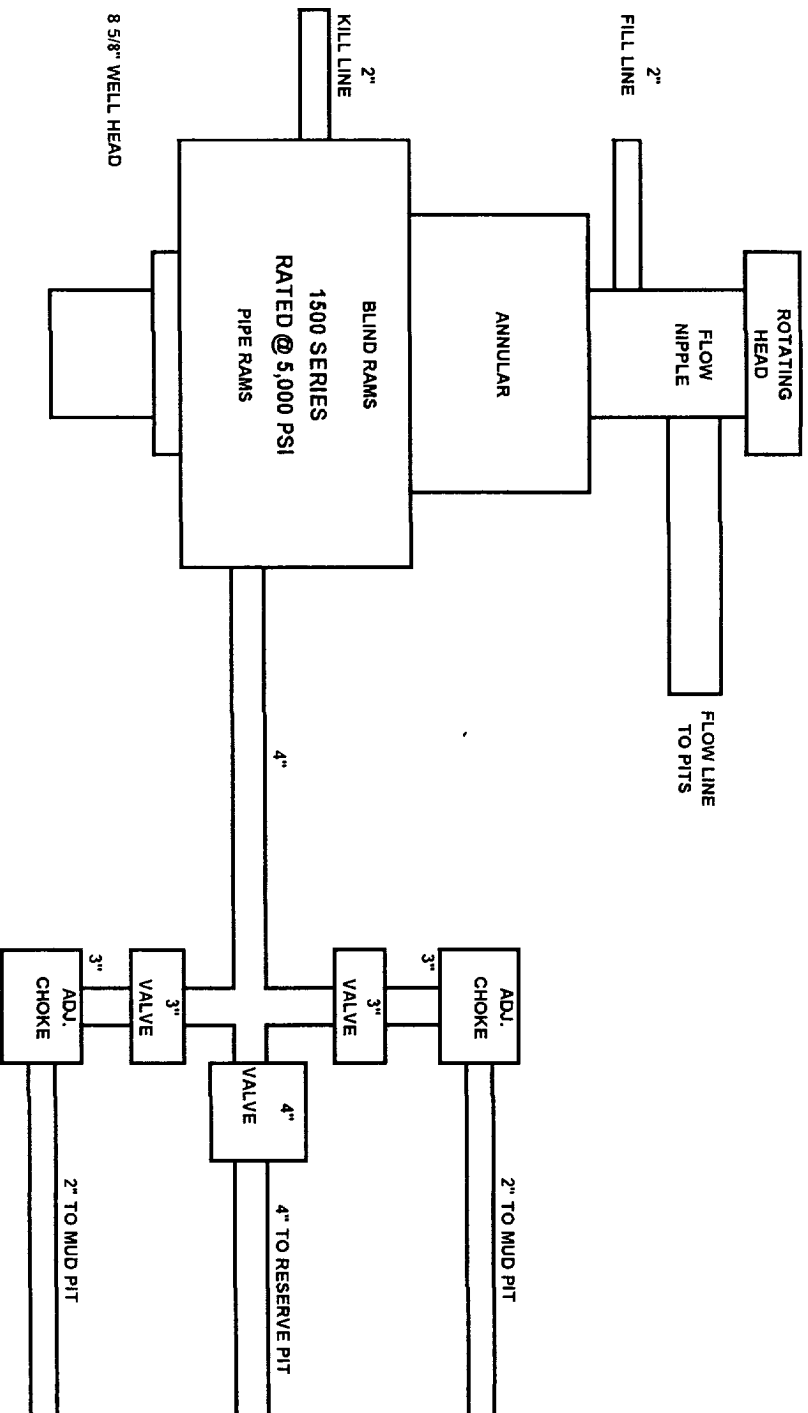 ROTATING
HEAD
FLOW
NIPPLE
FLOW LINE
TO PITS
2"
FILL LINE
ANNULAR
ADJ.
CHOKE
2" TO MUD PIT
3"
3"
VALVE
BLIND RAMS
1500 SERIES
RATED @ 5,000 PSI
PIPE RAMS
2"
KILL LINE
4"
4"
VALVE
4" TO RESERVE PIT
3"
VALVE
3"
ADJ.
CHOKE
2" TO MUD PIT
8 5/8" WELL HEAD